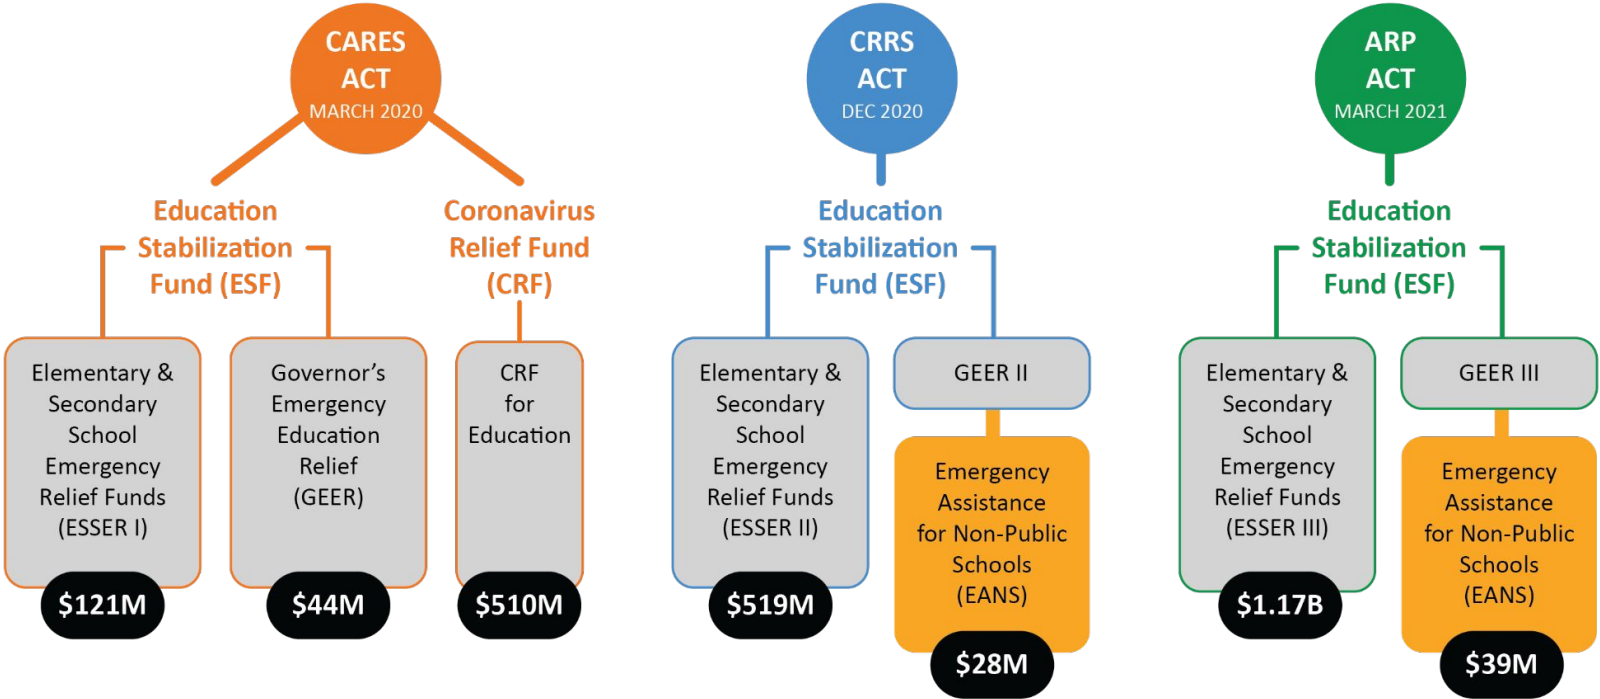 CARES
ACT
MARCH 2020
Education
Stabilization
Fund (ESF)
Elementary &
Secondary
School
Emergency
Relief Funds
(ESSER I)
$121M
Governor's
Emergency
Education
Relief
(GEER)
$44M
Coronavirus
Relief Fund
(CRF)
CRF
for
Education
$510M
CRRS
ACT
DEC 2020
Education
Stabilization
Fund (ESF)
Elementary &
Secondary
School
Emergency
Relief Funds
(ESSER II)
$519M
GEER II
Emergency
Assistance
for Non-Public
Schools
(EANS)
$28M
ARP
ACT
MARCH 2021
Education
Stabilization
Fund (ESF)
Elementary &
Secondary
School
Emergency
Relief Funds
(ESSER III)
$1.17B
GEER III
Emergency
Assistance
for Non-Public
Schools
(EANS)
$39M